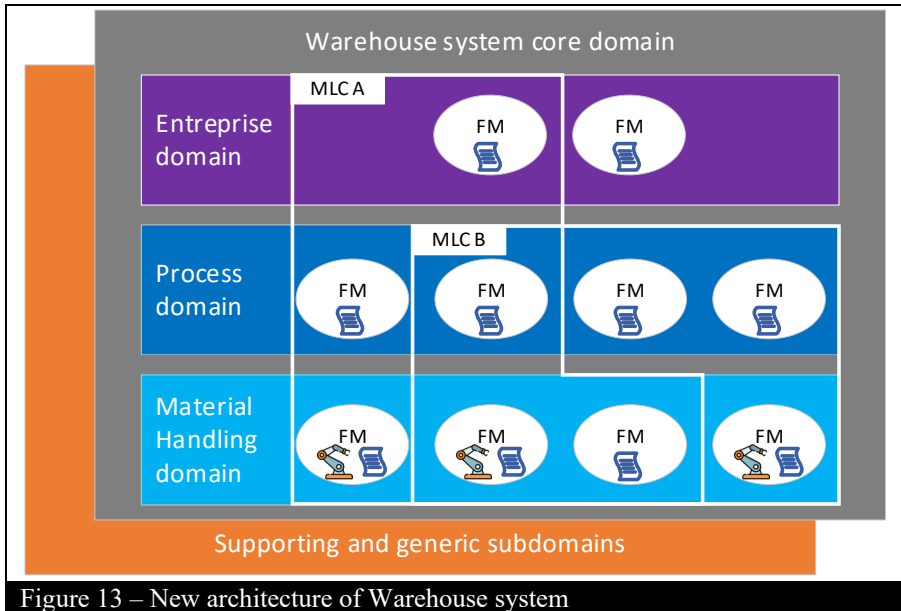 Warehouse system core domain
MLC A
Entreprise
domain
FM
FM
MLC B
Process
domain
FM
FM
FM
FM
Material
Handling
domain
FM
FM
FM
FM
Supporting and generic subdomains
Figure 13 – New architecture of Warehouse system